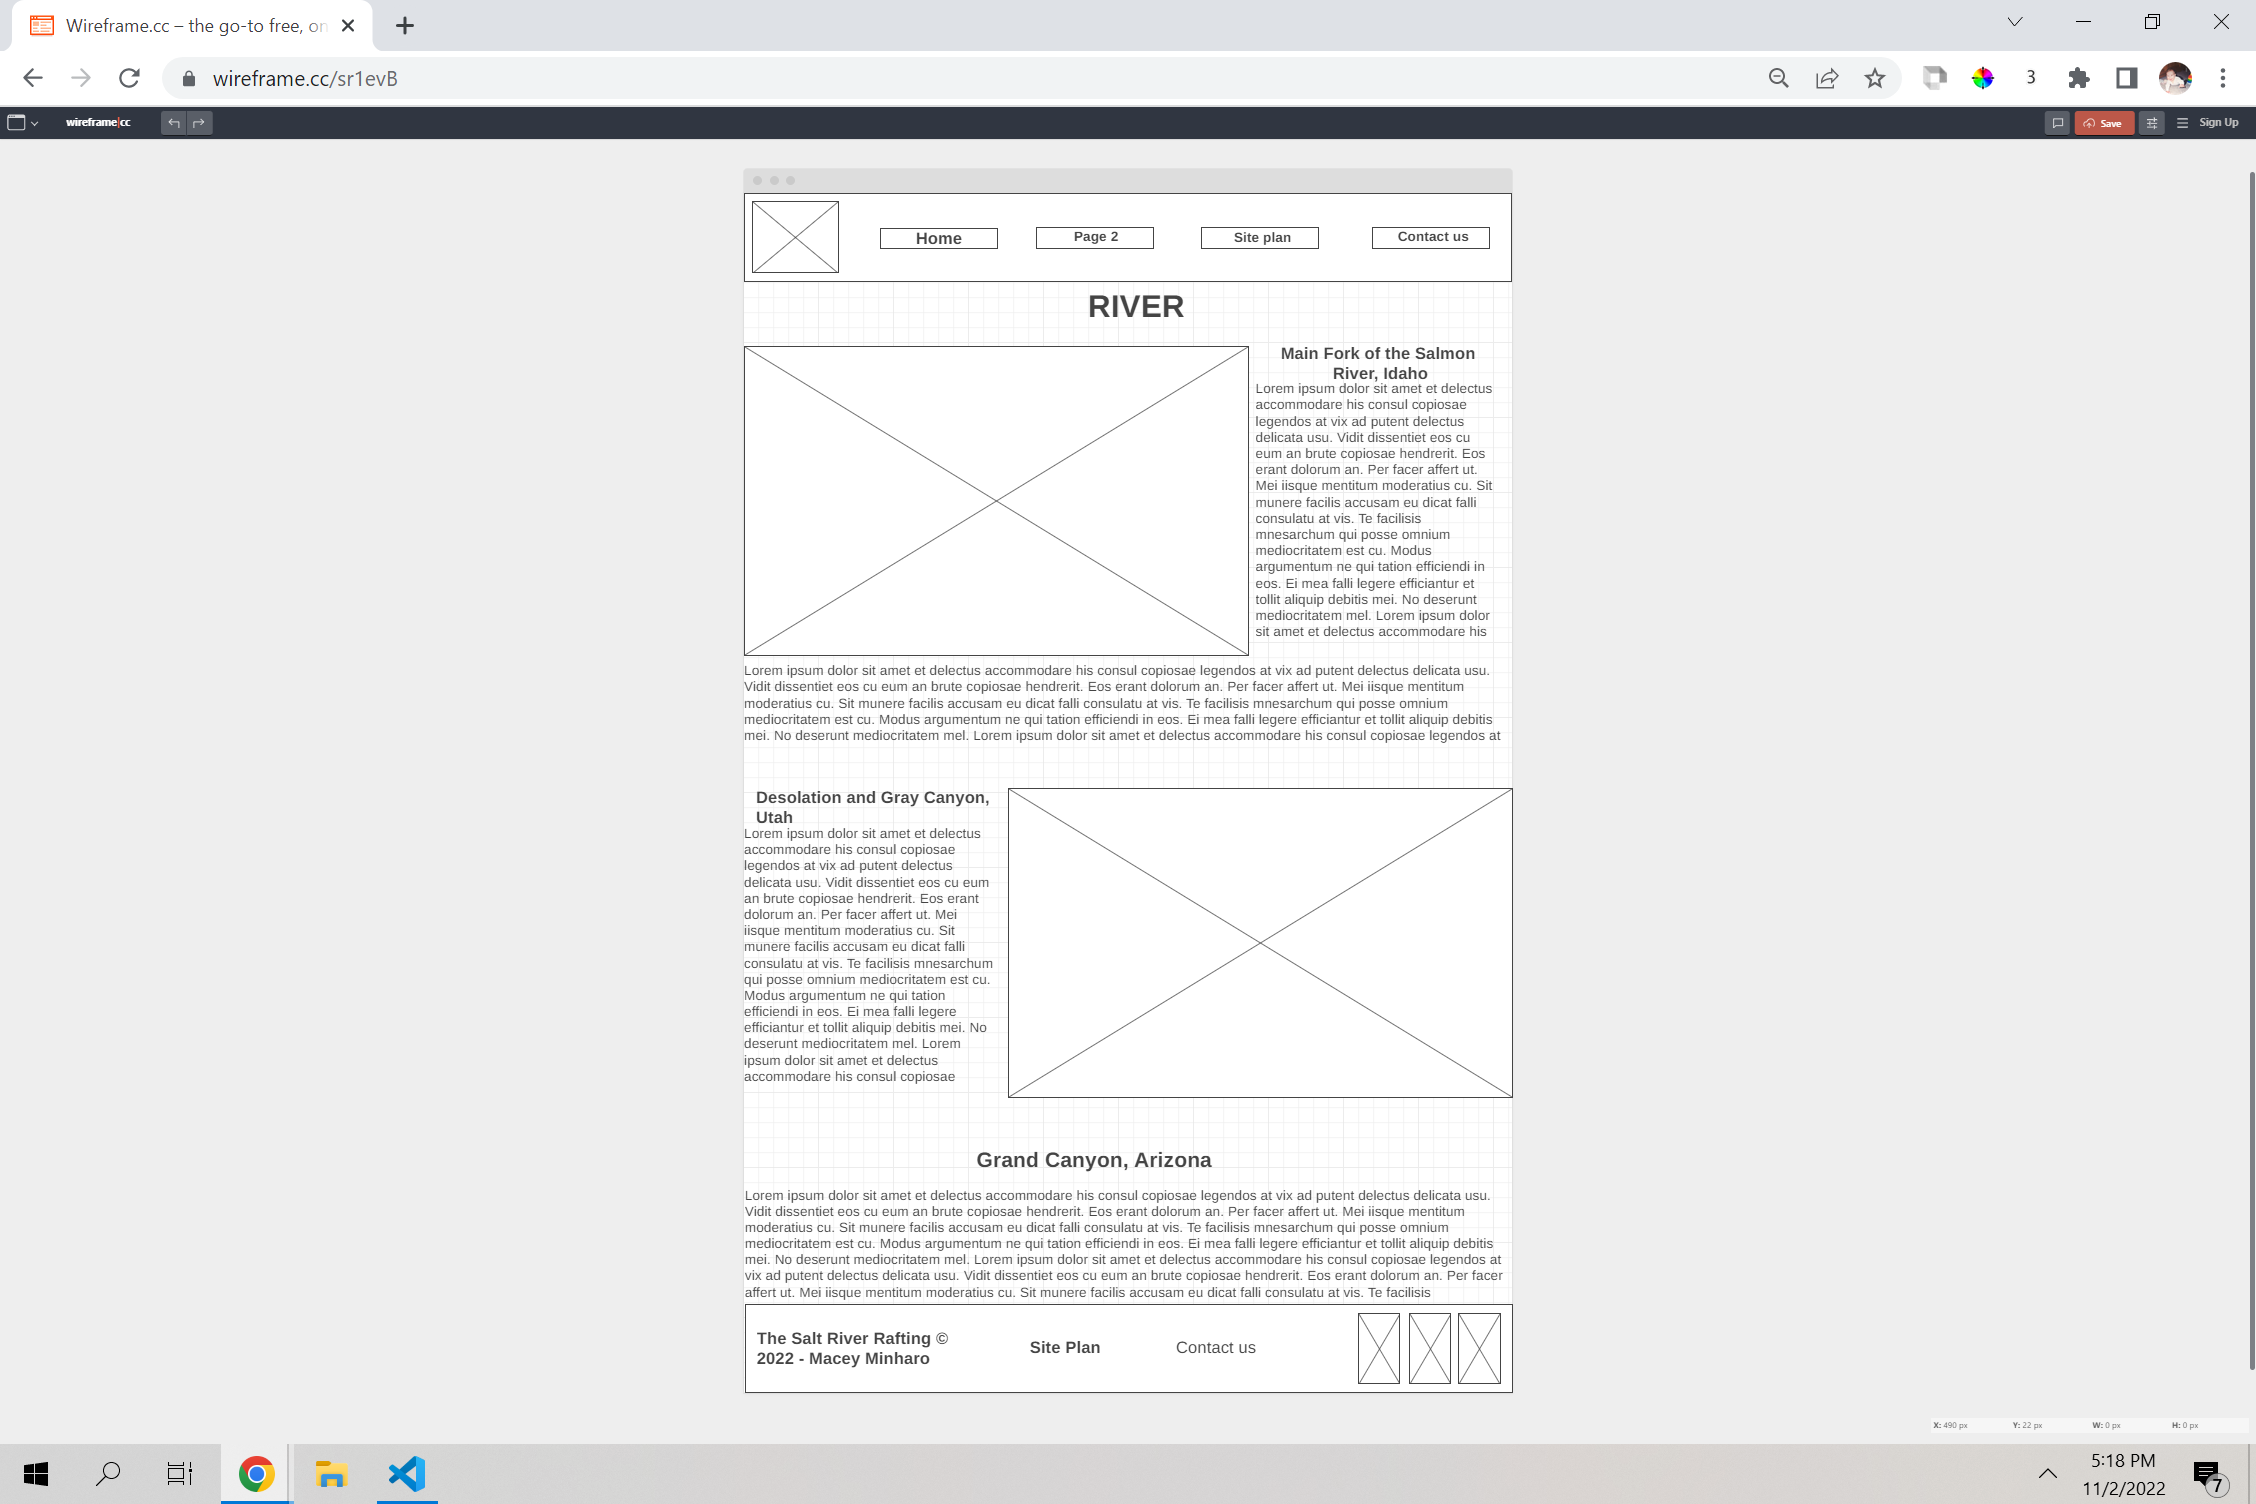 Wireframe.cc – the go-to free, on
wireframe.cc/sr1evB
3
wireframe|cc
Save
Sign Up
Home
Page 2
Site plan
Contact us
RIVER
Main Fork of the Salmon
River, Idaho
Lorem ipsum dolor sit amet et delectus
accommodare his consul copiosae
legendos at vix ad putent delectus
delicata usu. Vidit dissentiet eos cu
eum an brute copiosae hendrerit. Eos
erant dolorum an. Per facer affert ut.
Mei iisque mentitum moderatius cu. Sit
munere facilis accusam eu dicat falli
consulatu at vis. Te facilisis
mnesarchum qui posse omnium
mediocritatem est cu. Modus
argumentum ne qui tation efficiendi in
eos. Ei mea falli legere efficiantur et
tollit aliquip debitis mei. No deserunt
mediocritatem mel. Lorem ipsum dolor
sit amet et delectus accommodare his
Lorem ipsum dolor sit amet et delectus accommodare his consul copiosae legendos at vix ad putent delectus delicata usu.
Vidit dissentiet eos cu eum an brute copiosae hendrerit. Eos erant dolorum an. Per facer affert ut. Mei iisque mentitum
moderatius cu. Sit munere facilis accusam eu dicat falli consulatu at vis. Te facilisis mnesarchum qui posse omnium
mediocritatem est cu. Modus argumentum ne qui tation efficiendi in eos. Ei mea falli legere efficiantur et tollit aliquip debitis
mei. No deserunt mediocritatem mel. Lorem ipsum dolor sit amet et delectus accommodare his consul copiosae legendos at
Desolation and Gray Canyon,
Utah
Lorem ipsum dolor sit amet et delectus
accommodare his consul copiosae
legendos at vix ad putent delectus
delicata usu. Vidit dissentiet eos cu eum
an brute copiosae hendrerit. Eos erant
dolorum an. Per facer affert ut. Mei
iisque mentitum moderatius cu. Sit
munere facilis accusam eu dicat falli
consulatu at vis. Te facilisis mnesarchum
qui posse omnium mediocritatem est cu.
Modus argumentum ne qui tation
efficiendi in eos. Ei mea falli legere
efficiantur et tollit aliquip debitis mei. No
deserunt mediocritatem mel. Lorem
ipsum dolor sit amet et delectus
accommodare his consul copiosae
Grand Canyon, Arizona
Lorem ipsum dolor sit amet et delectus accommodare his consul copiosae legendos at vix ad putent delectus delicata usu.
Vidit dissentiet eos cu eum an brute copiosae hendrerit. Eos erant dolorum an. Per facer affert ut. Mei iisque mentitum
moderatius cu. Sit munere facilis accusam eu dicat falli consulatu at vis. Te facilisis mnesarchum qui posse omnium
mediocritatem est cu. Modus argumentum ne qui tation efficiendi in eos. Ei mea falli legere efficiantur et tollit aliquip debitis
mei. No deserunt mediocritatem mel. Lorem ipsum dolor sit amet et delectus accommodare his consul copiosae legendos at
vix ad putent delectus delicata usu. Vidit dissentiet eos cu eum an brute copiosae hendrerit. Eos erant dolorum an. Per facer
affert ut. Mei iisque mentitum moderatius cu. Sit munere facilis accusam eu dicat falli consulatu at vis. Te facilisis
The Salt River Rafting ©
2022 - Macey Minharo
Site Plan
Contact us
X: 490 px Y: 22 px W: 0 px H: 0 px
5:18 PM
11/2/2022
7